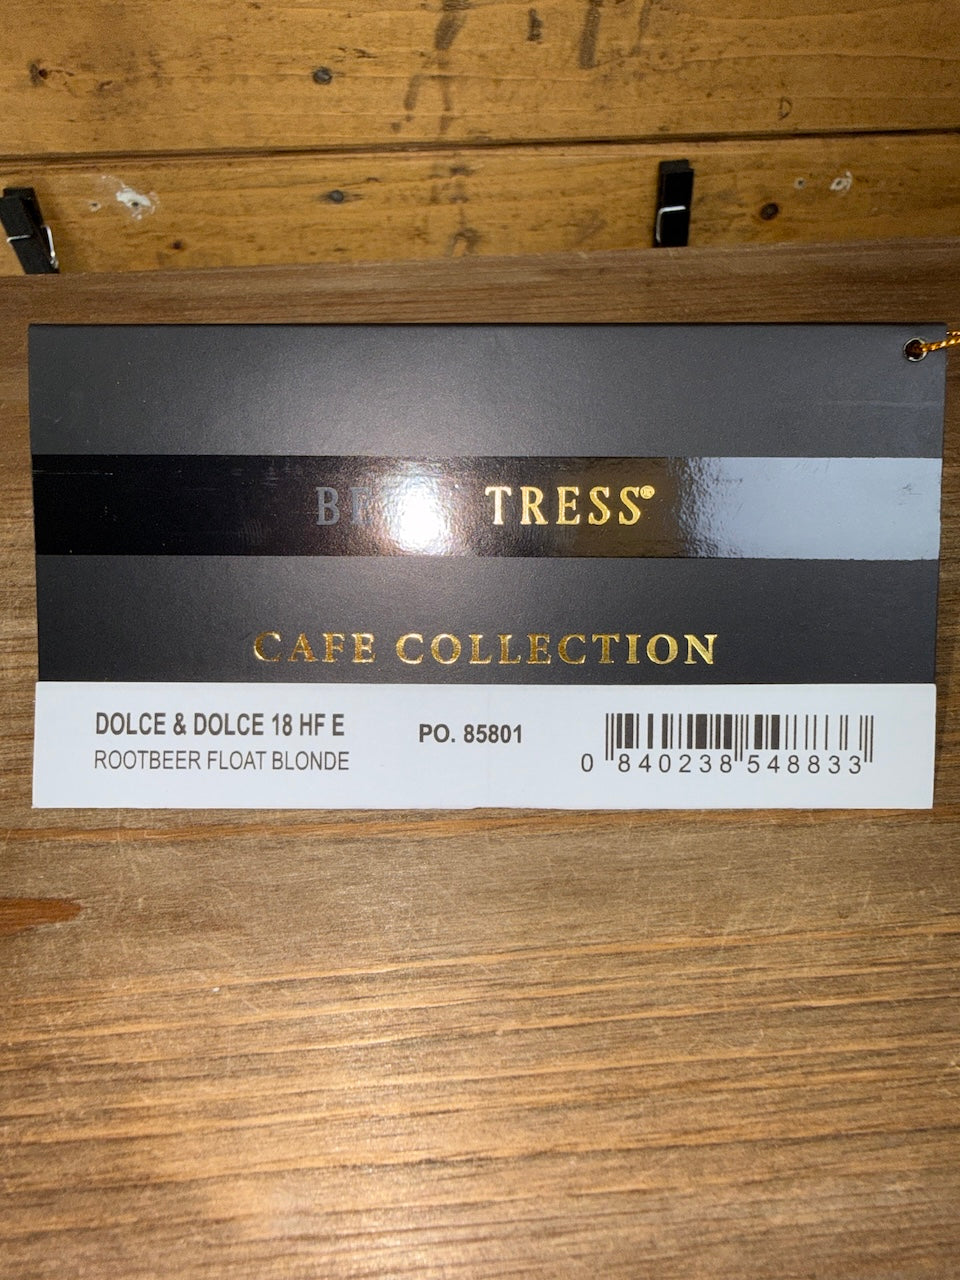 TRESS®
CAFE COLLECTION
DOLCE & DOLCE 18 HF E
ROOTBEER FLOAT BLONDE
PO. 85801
0 840238 548833